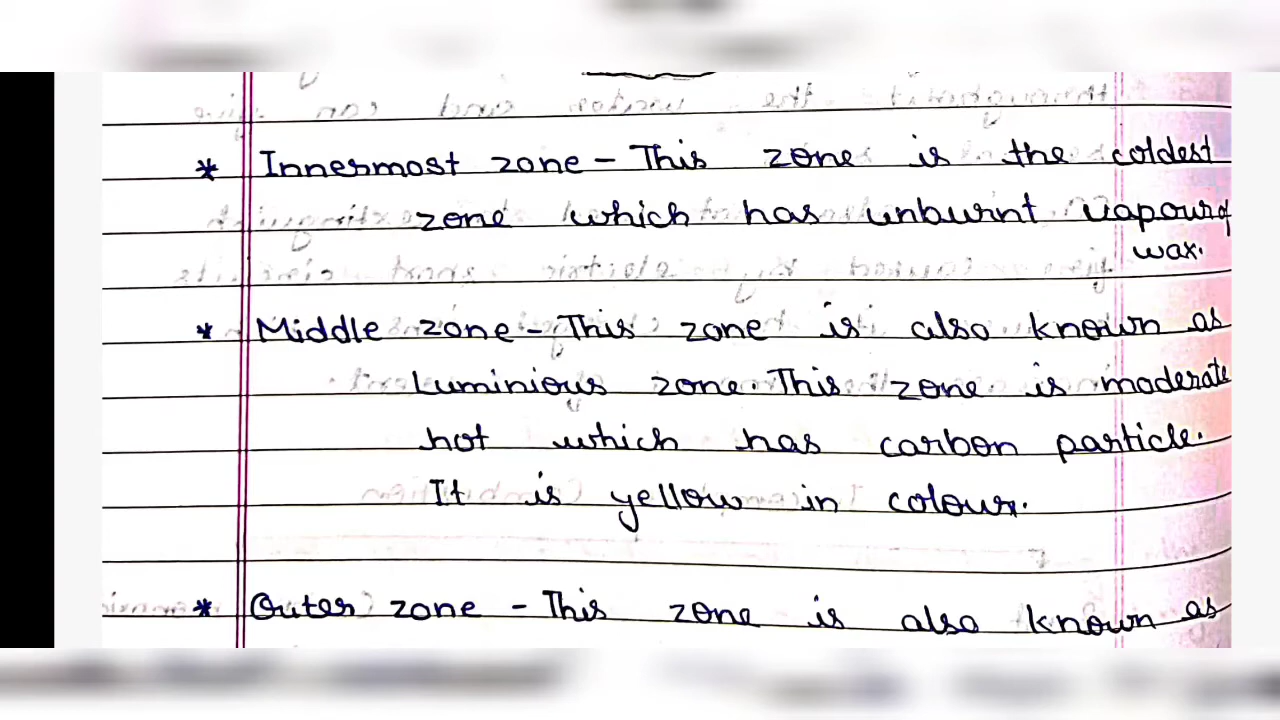 * Innermost zone - This zone is the coldest
zone which has unburnt vapour of
wax.
* Middle zone - This zone is also known as
Luminious zone. This zone is moderate
hot which has carbon particle.
It is yellow in colour.
* Outer zone - This zone is also known as